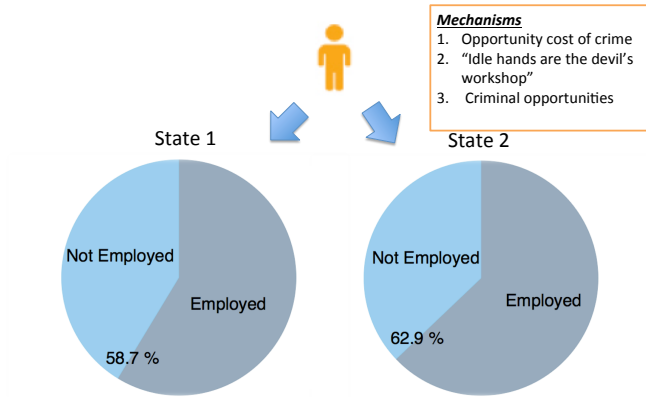 Mechanisms
1. Opportunity cost of crime
2. “Idle hands are the devil’s
workshop”
3. Criminal opportunities
State 1
State 2
Not Employed
Employed
58.7 %
Not Employed
Employed
62.9 %